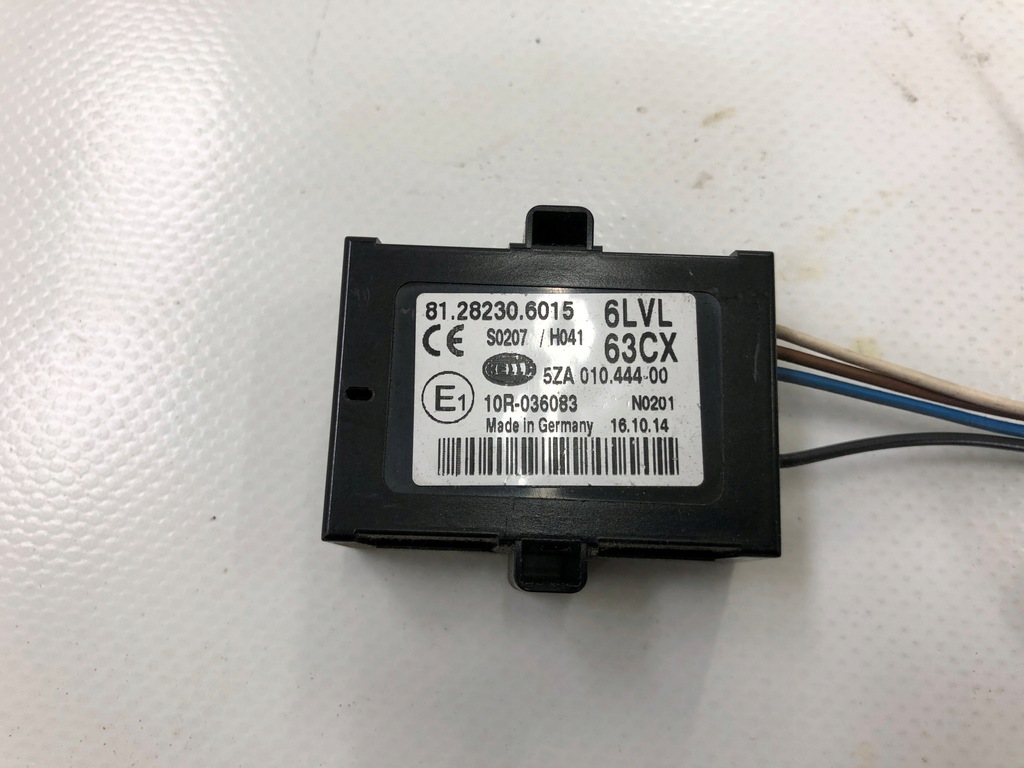 81.28230.6015 6LVL
CE S0207 / H041 63CX
HELLA 5ZA 010.444-00
E1 10R-036083 N0201
Made in Germany 16.10.14